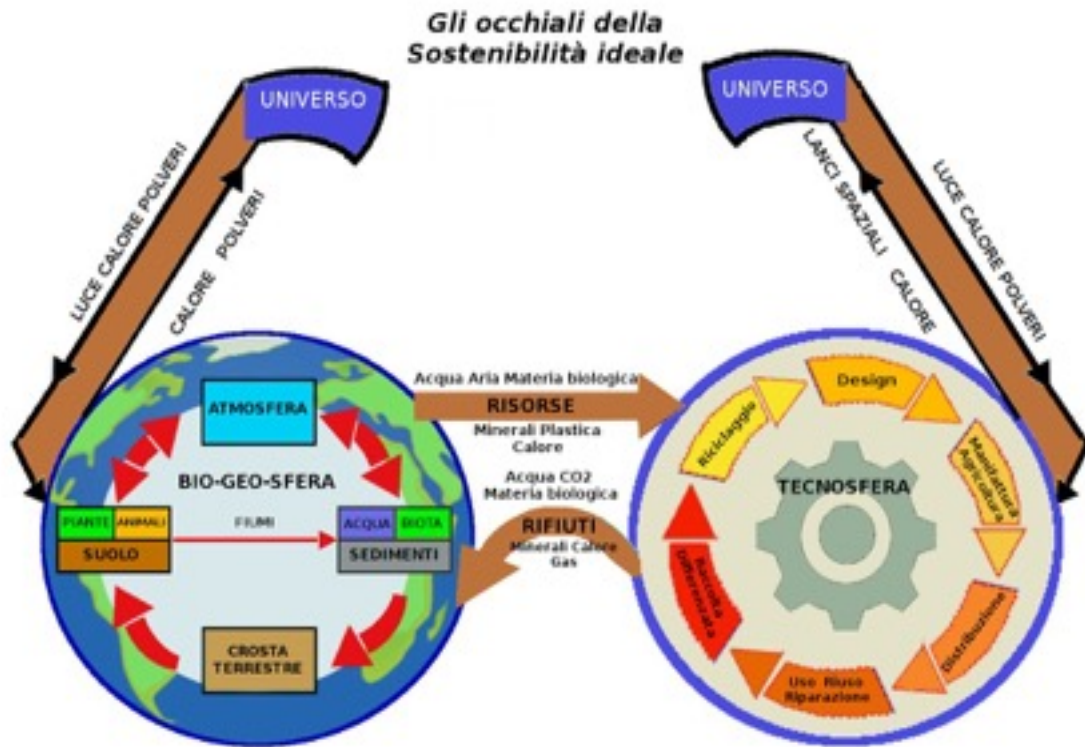 Gli occhiali della
Sostenibilità ideale
UNIVERSO
UNIVERSO
LUCE CALORE POLVERI
CALORE POLVERI
LANCI SPAZIALI CALORE
LUCE CALORE POLVERI
ATMOSFERA
BIO-GEO-SFERA
PIANTE
ANIMALI
SUOLO
FIUMI
ACQUA
BIOTA
SEDIMENTI
CROSTA
TERRESTRE
Acqua Aria Materia biologica
RISORSE
Minerali Plastica
Calore
Acqua CO2
Materia biologica
RIFIUTI
Minerali Calore
Gas
TECNOSFERA
Design
Manifattura
Agricoltura
Distribuzione
Uso Riuso
Riparazione
Raccolta
Differenziata
Riciclaggio